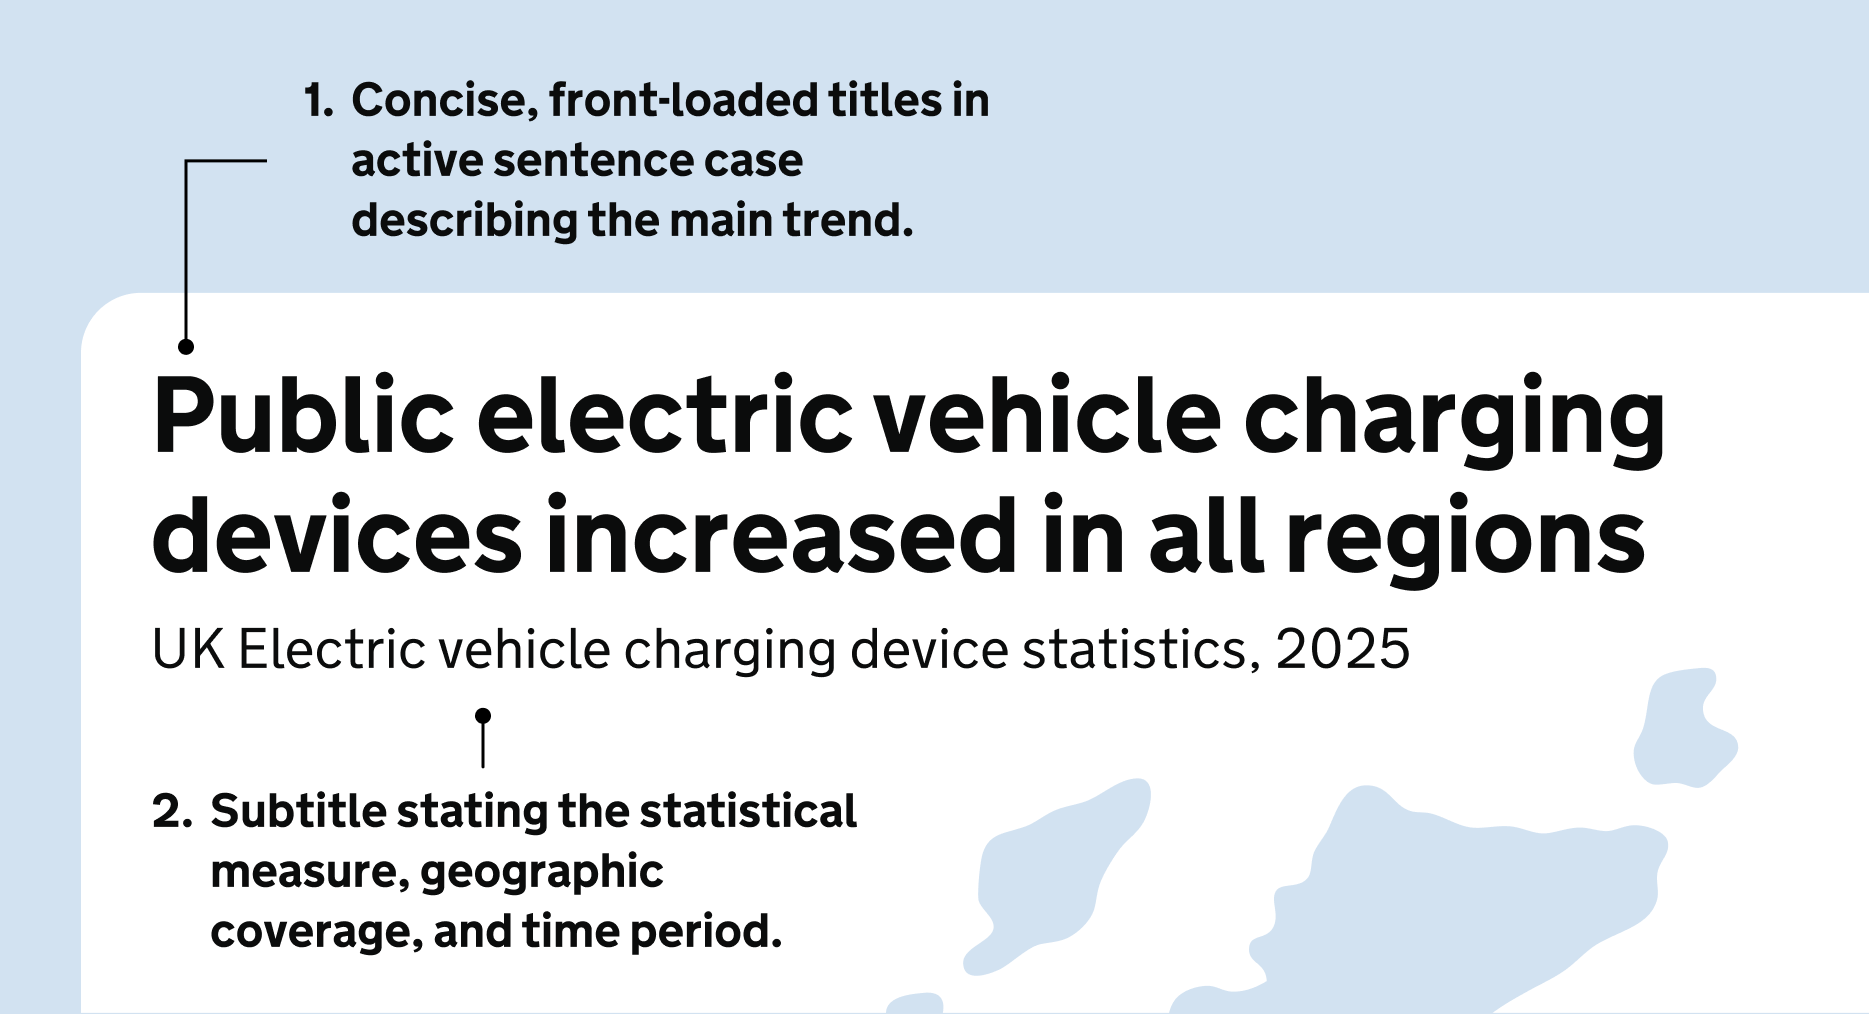 1. Concise, front-loaded titles in
active sentence case
describing the main trend.
Public electric vehicle charging
devices increased in all regions
UK Electric vehicle charging device statistics, 2025
2. Subtitle stating the statistical
measure, geographic
coverage, and time period.